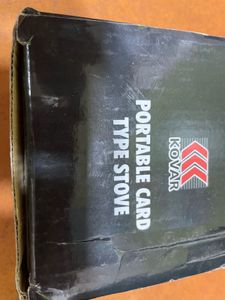 KOVAR
PORTABLE CARD
TYPE STOVE